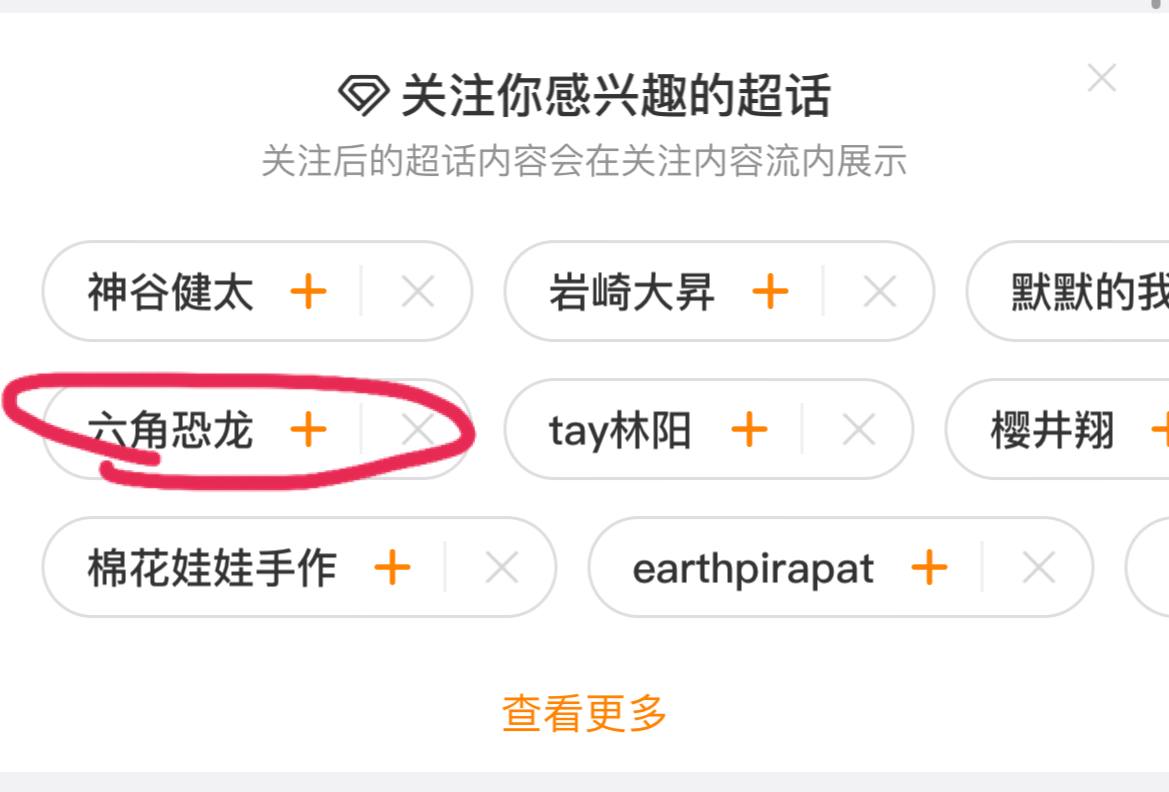 关注你感兴趣的超话
关注后的超话内容会在关注内容流内展示
神谷健太 岩崎大昇 默默的我
六角恐龙 tay林阳 樱井翔
棉花娃娃手作 earthpirapat
查看更多